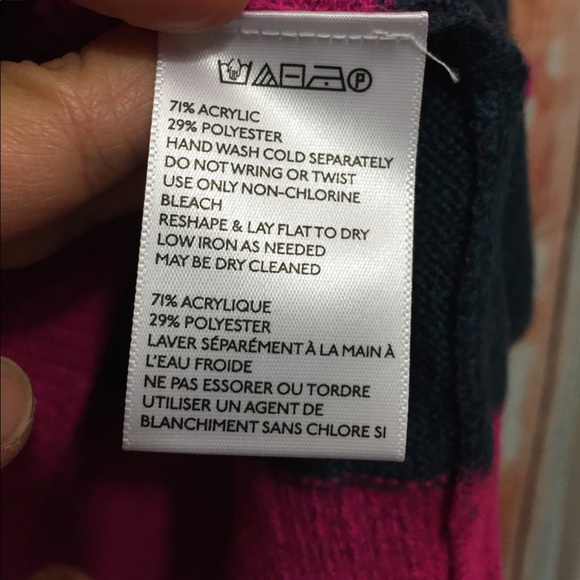 P
71% ACRYLIC
29% POLYESTER
HAND WASH COLD SEPARATELY
DO NOT WRING OR TWIST
USE ONLY NON-CHLORINE
BLEACH
RESHAPE & LAY FLAT TO DRY
LOW IRON AS NEEDED
MAY BE DRY CLEANED
71% ACRYLIQUE
29% POLYESTER
LAVER SÉPARÉMENT À LA MAIN À
L'EAU FROIDE
NE PAS ESSORER OU TORDRE
UTILISER UN AGENT DE
BLANCHIMENT SANS CHLORE SI